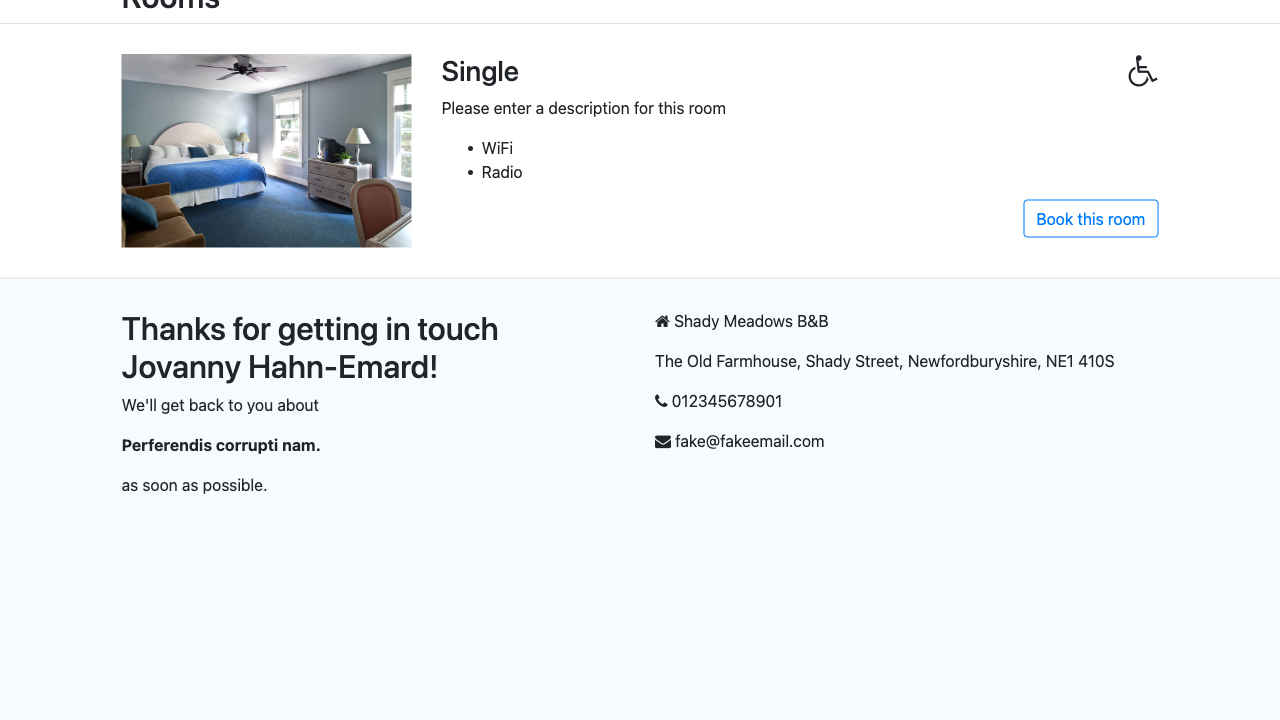 Rooms
Single
Please enter a description for this room
WiFi
Radio
Book this room
Thanks for getting in touch
Jovanny Hahn-Emard!
We'll get back to you about
Perferendis corrupti nam.
as soon as possible.
Shady Meadows B&B
The Old Farmhouse, Shady Street, Newfordburyshire, NE1 410S
012345678901
fake@fakeemail.com